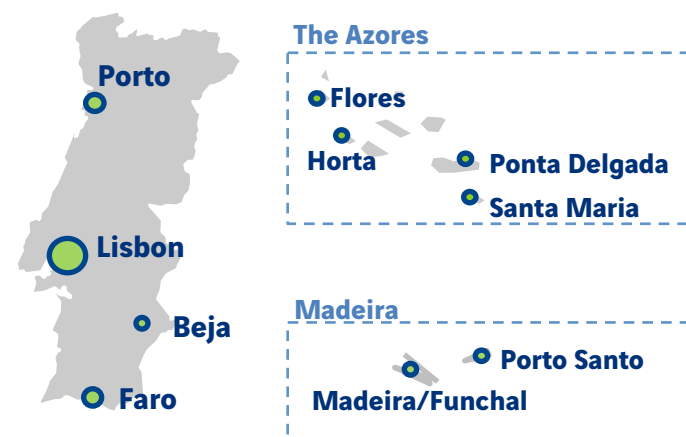 Porto
Lisbon
Beja
Faro
The Azores
Flores
Horta
Ponta Delgada
Santa Maria
Madeira
Porto Santo
Madeira/Funchal